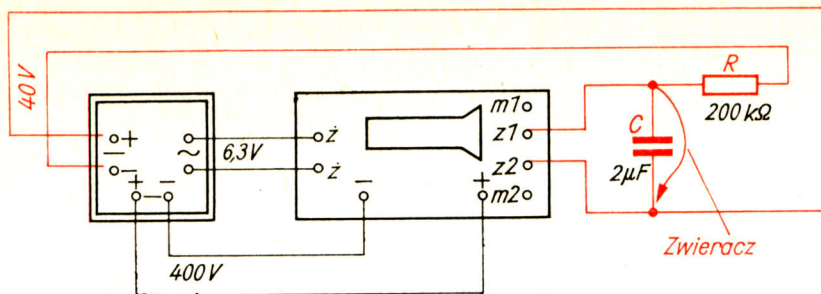 40V
+
−
+ −
~
6,3V
ż
ż
400V
−
+
m1
z1
z2
m2
C
2μF
R
200 kΩ
Zwieracz